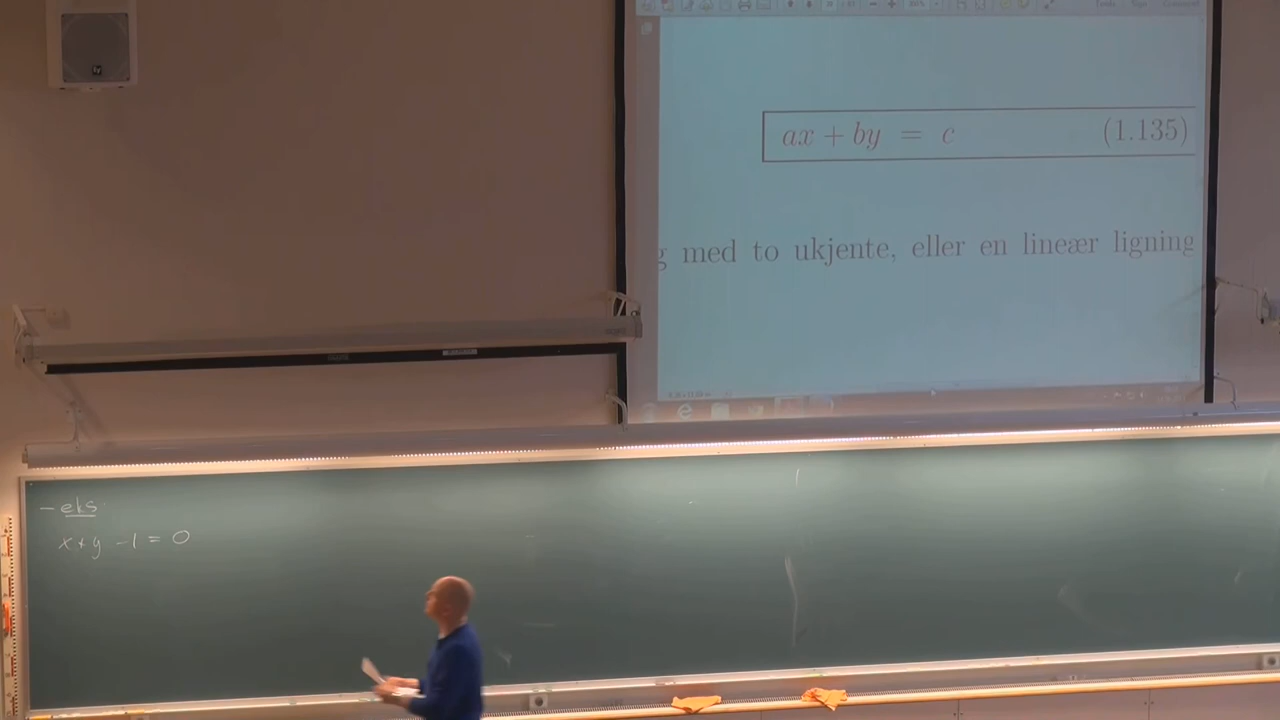 ax + by = c (1.135)
med to ukjente, eller en lineær ligning
- eks.
x + y - 1 = 0